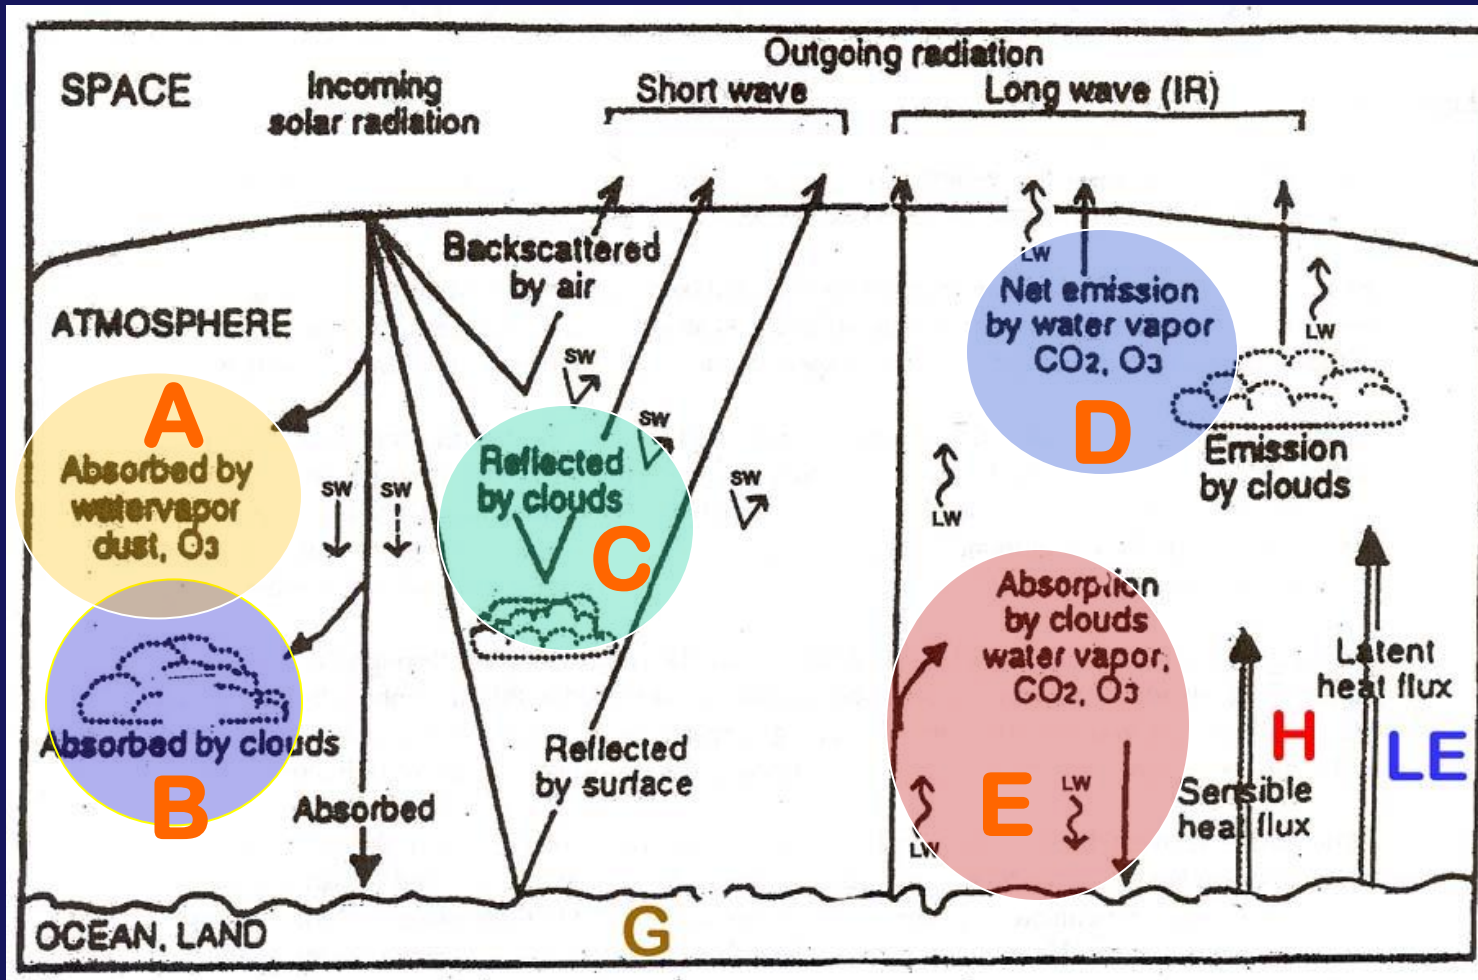 Outgoing radiation
SPACE
Incoming
solar radiation
Short wave
Long wave (IR)
Backscattered
by air
LW
Net emission
by water vapor
CO2, O3
D
LW
ATMOSPHERE
SW
SW
SW
A
Absorbed by
watervapor
dust, O3
SW
SW
Reflected
by clouds
C
Emission
by clouds
LW
Absorption
by clouds
water vapor,
CO2, O3
E
LW
LW
Latent
heat flux
H
LE
Sensible
heat flux
Absorbed by clouds
B
Reflected
by surface
Absorbed
G
OCEAN, LAND